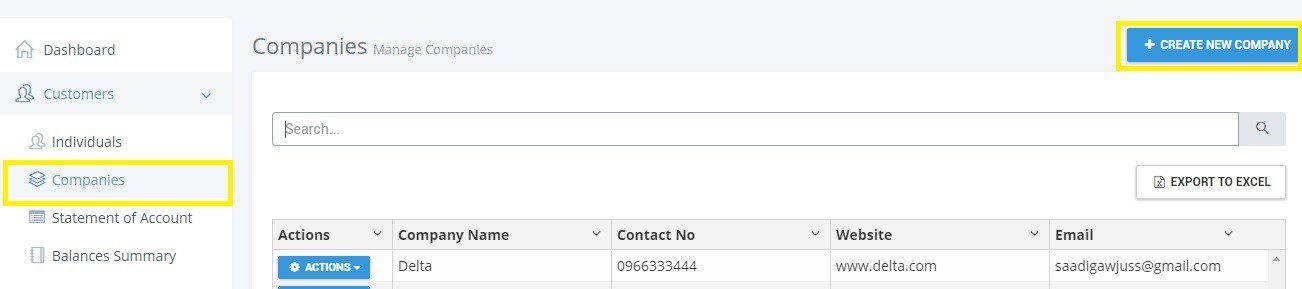 Dashboard
Customers
Individuals
Companies
Statement of Account
Balances Summary
Companies Manage Companies
+ CREATE NEW COMPANY
Search...
EXPORT TO EXCEL
Actions Company Name Contact No Website Email
ACTIONS Delta 0966333444 www.delta.com saadigawjuss@gmail.com